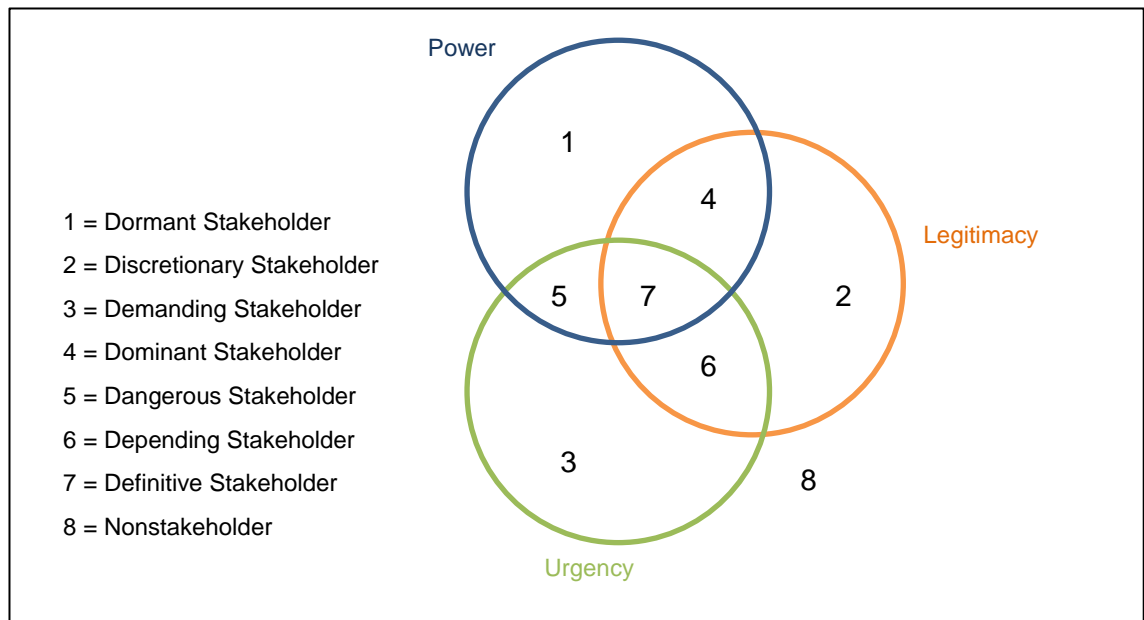 Power
1
4
1 = Dormant Stakeholder
Legitimacy
2 = Discretionary Stakeholder
3 = Demanding Stakeholder
5
7
2
4 = Dominant Stakeholder
6
5 = Dangerous Stakeholder
6 = Depending Stakeholder
3
7 = Definitive Stakeholder
8
8 = Nonstakeholder
Urgency